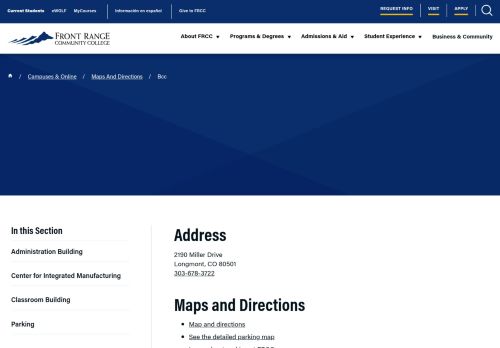 Current Students eWOLF MyCourses Información en español Give to FRCC REQUEST INFO VISIT APPLY
FRONT RANGE
COMMUNITY COLLEGE
About FRCC Programs & Degrees Admissions & Aid Student Experience Business & Community
/ Campuses & Online / Maps And Directions / Bcc
In this Section
Administration Building
Center for Integrated Manufacturing
Classroom Building
Parking
Address
2190 Miller Drive
Longmont, CO 80501
303-678-3722
Maps and Directions
Map and directions
See the detailed parking map